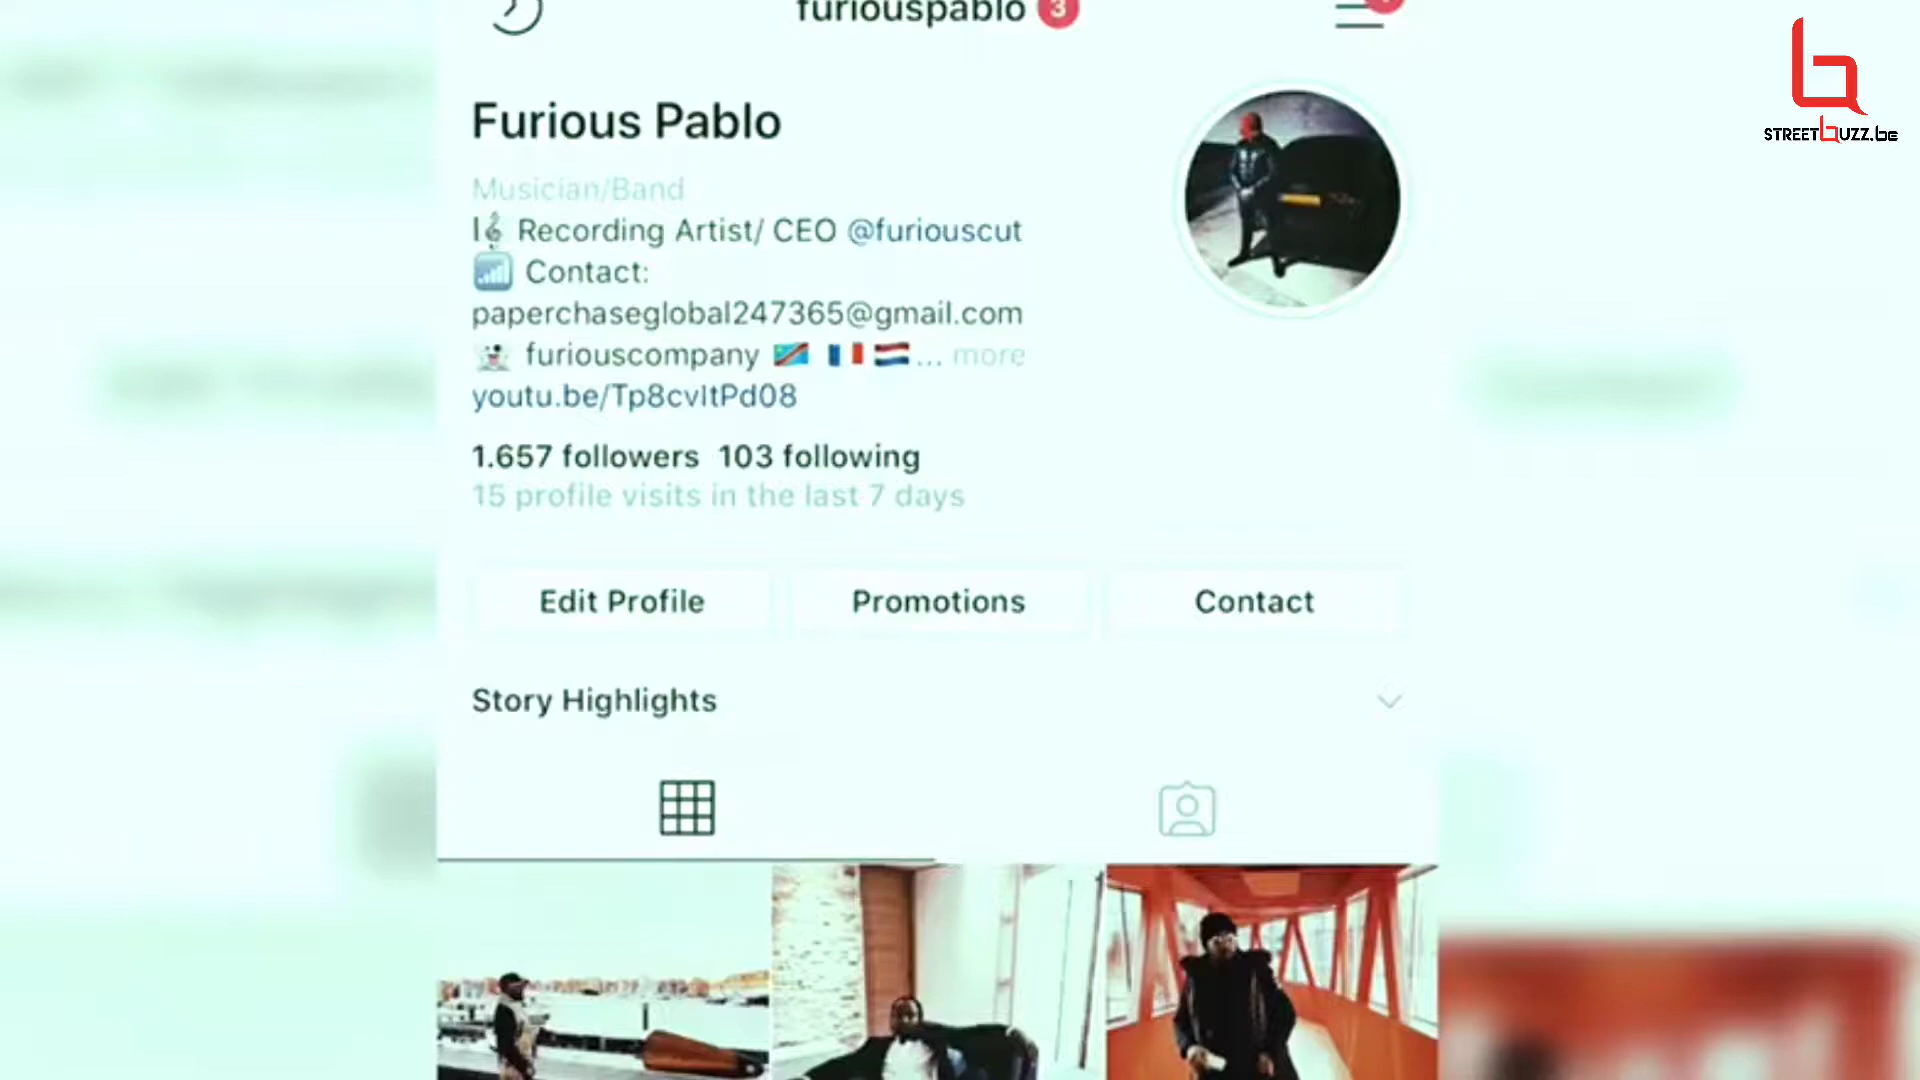 furiouspablo 3
STREETBUZZ.be
Furious Pablo
Musician/Band
Recording Artist/ CEO @furiouscut
Contact:
paperchaseglobal247365@gmail.com
furiouscompany ... more
youtu.be/Tp8cvItPd08
1.657 followers 103 following
15 profile visits in the last 7 days
Edit Profile Promotions Contact
Story Highlights